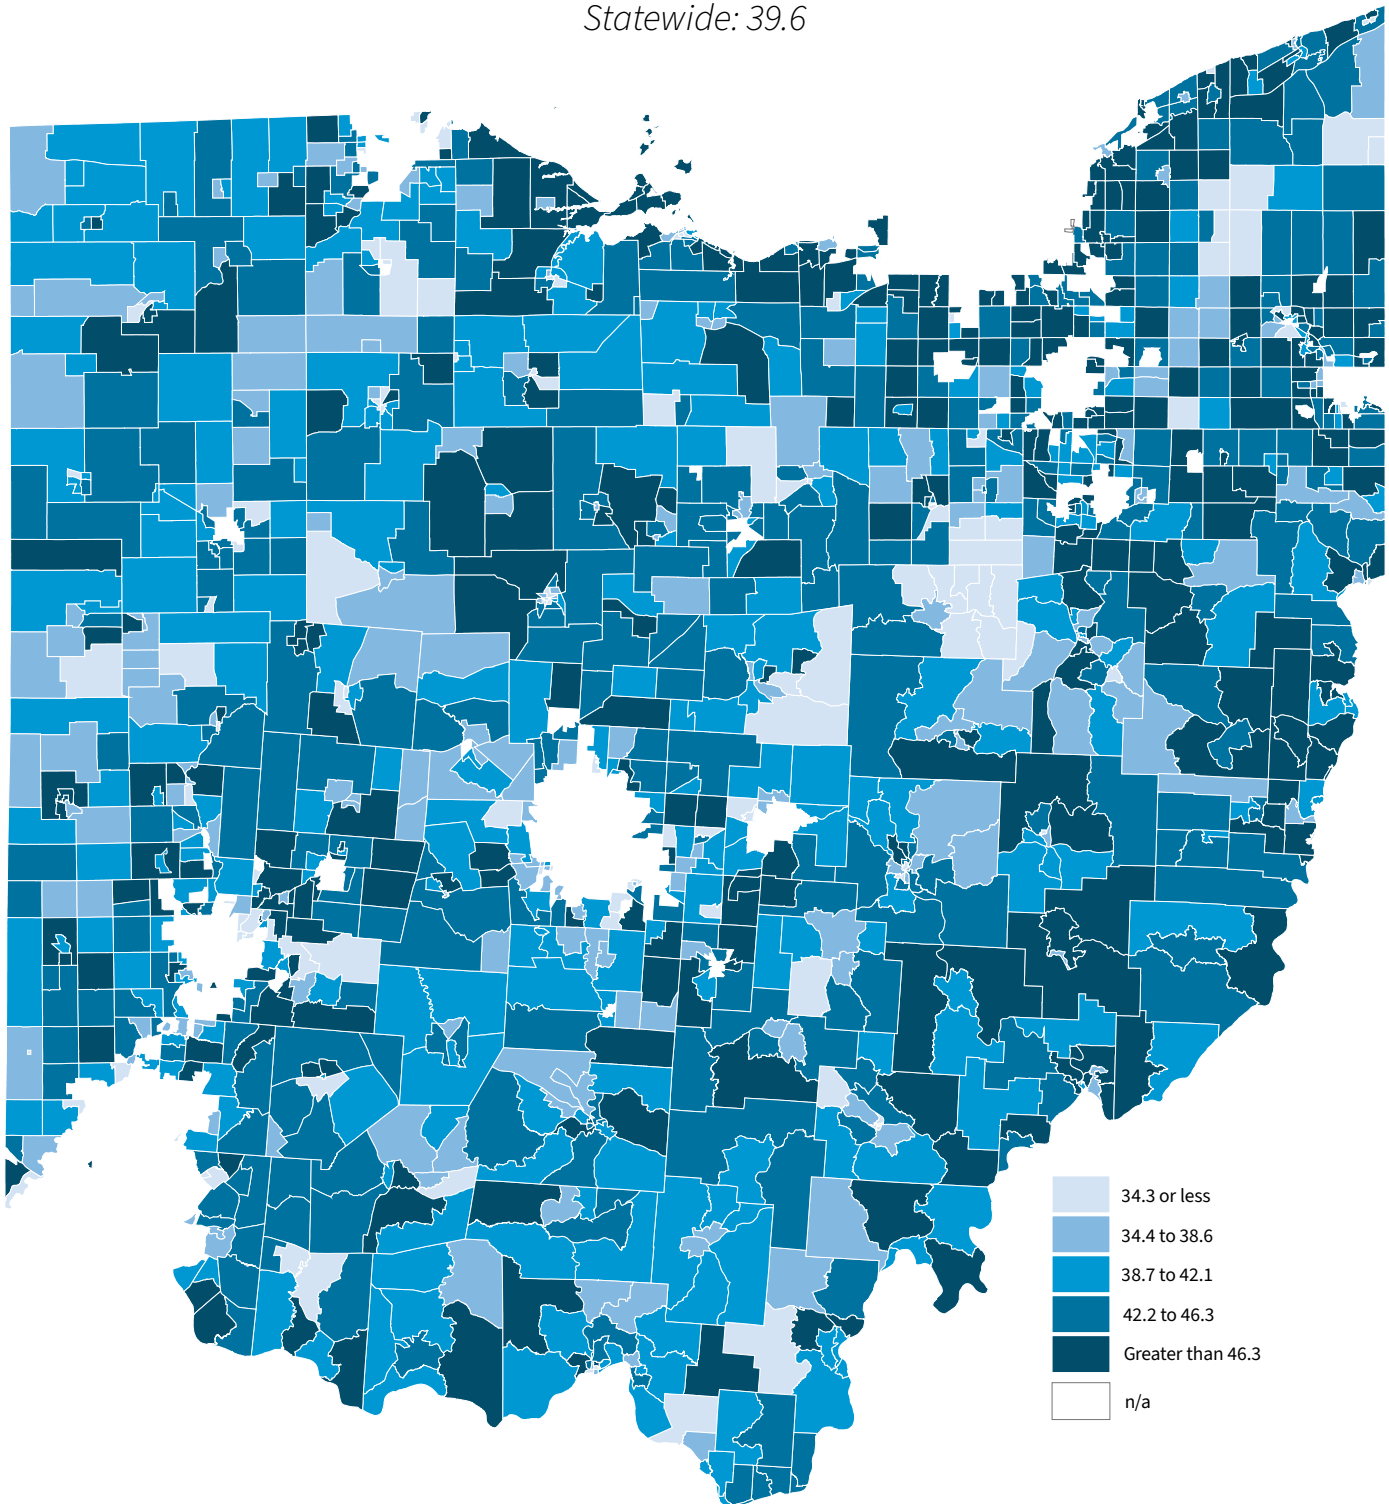 Statewide: 39.6
34.3 or less
34.4 to 38.6
38.7 to 42.1
42.2 to 46.3
Greater than 46.3
n/a